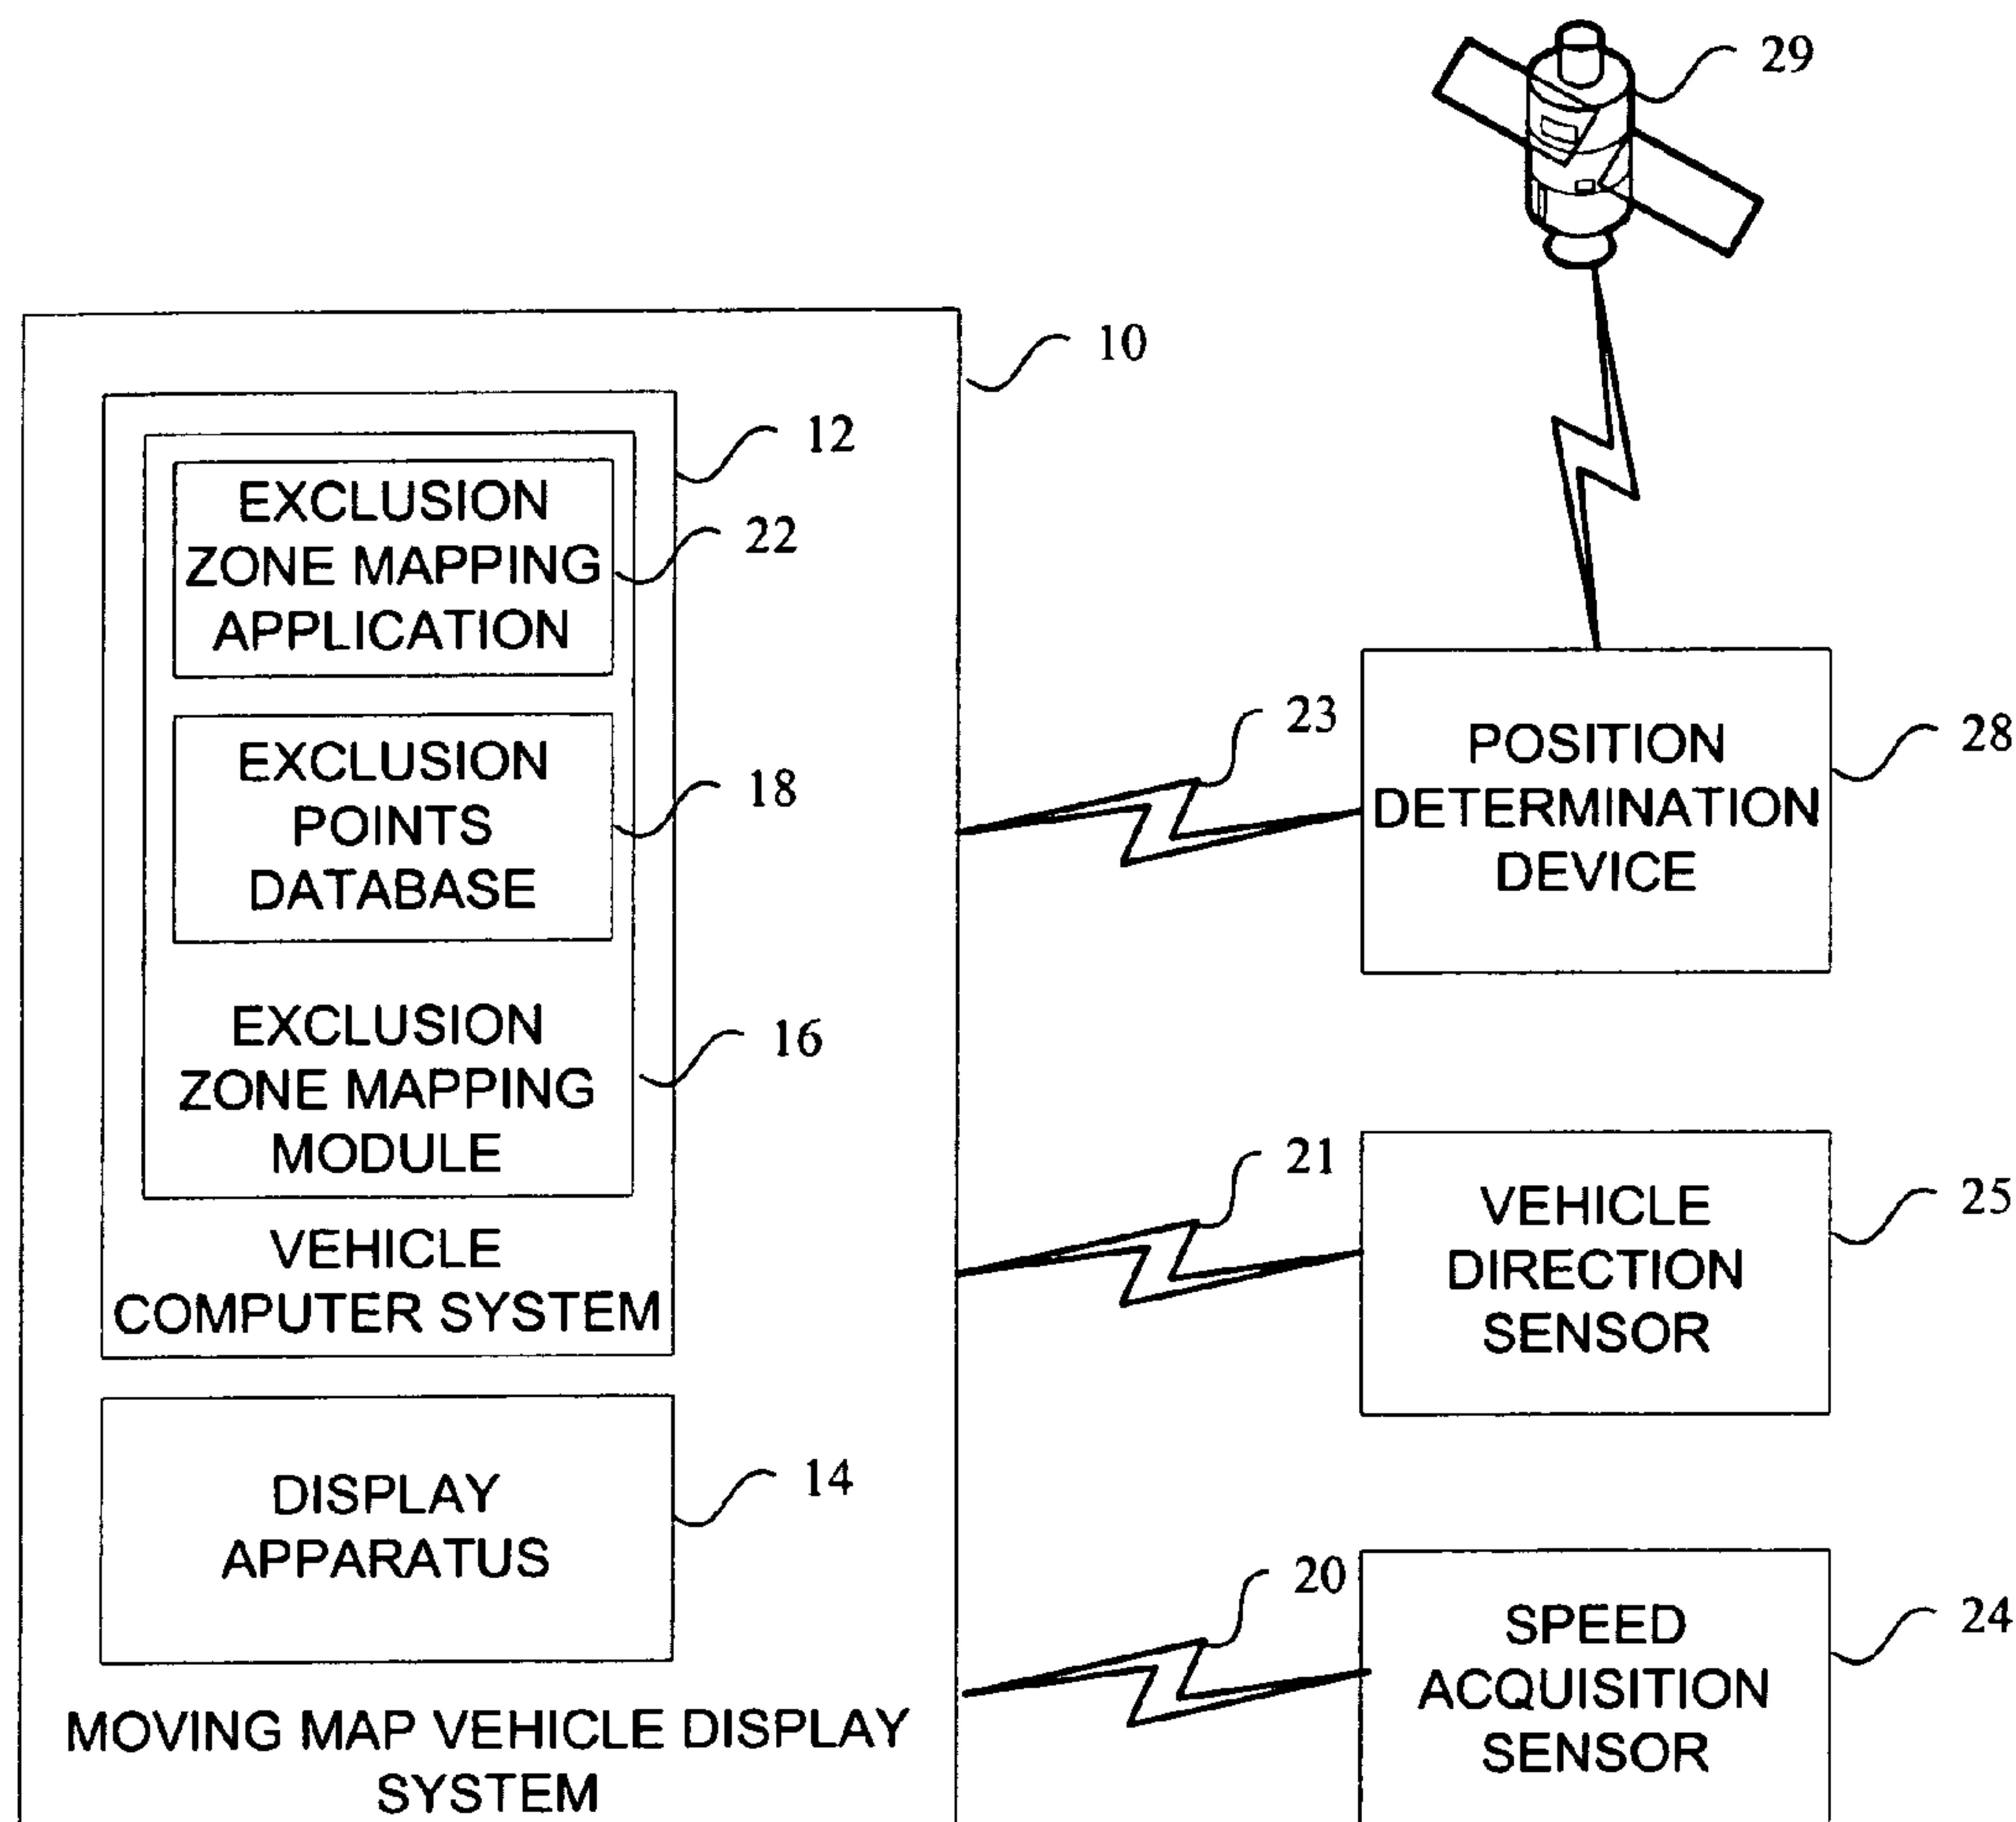 29
10
12
EXCLUSION
ZONE MAPPING
APPLICATION
22
EXCLUSION
POINTS
DATABASE
18
EXCLUSION
ZONE MAPPING
MODULE
16
VEHICLE
COMPUTER SYSTEM
DISPLAY
APPARATUS
14
MOVING MAP VEHICLE DISPLAY
SYSTEM
23
POSITION
DETERMINATION
DEVICE
28
21
VEHICLE
DIRECTION
SENSOR
25
20
SPEED
ACQUISITION
SENSOR
24